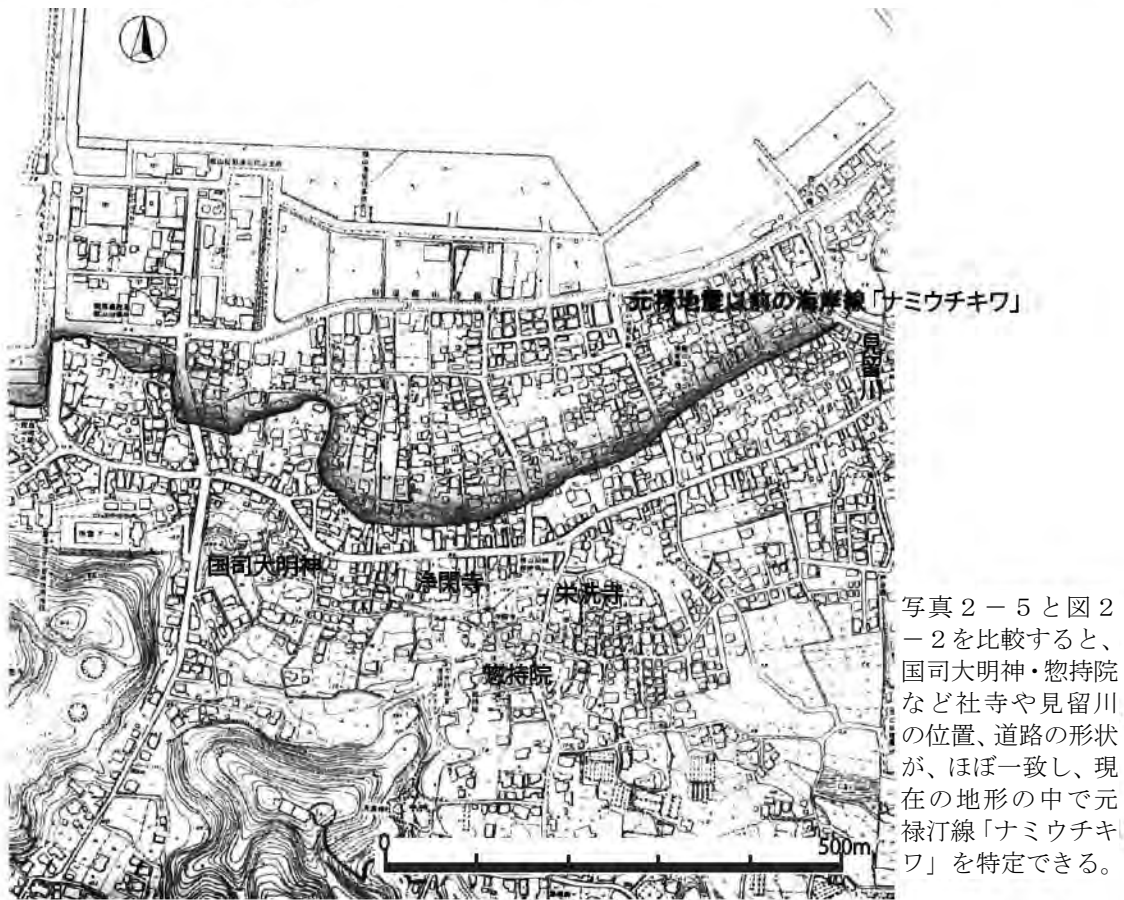 元禄地震以前の海岸線「ナミウチキワ」
見留川
国司大明神
浄閑寺
栄洗寺
惣持院
0
500m
写真２－５と図２
－２を比較すると、
国司大明神・惣持院
など社寺や見留川
の位置、道路の形状
が、ほぼ一致し、現
在の地形の中で元
禄汀線「ナミウチキ
ワ」を特定できる。